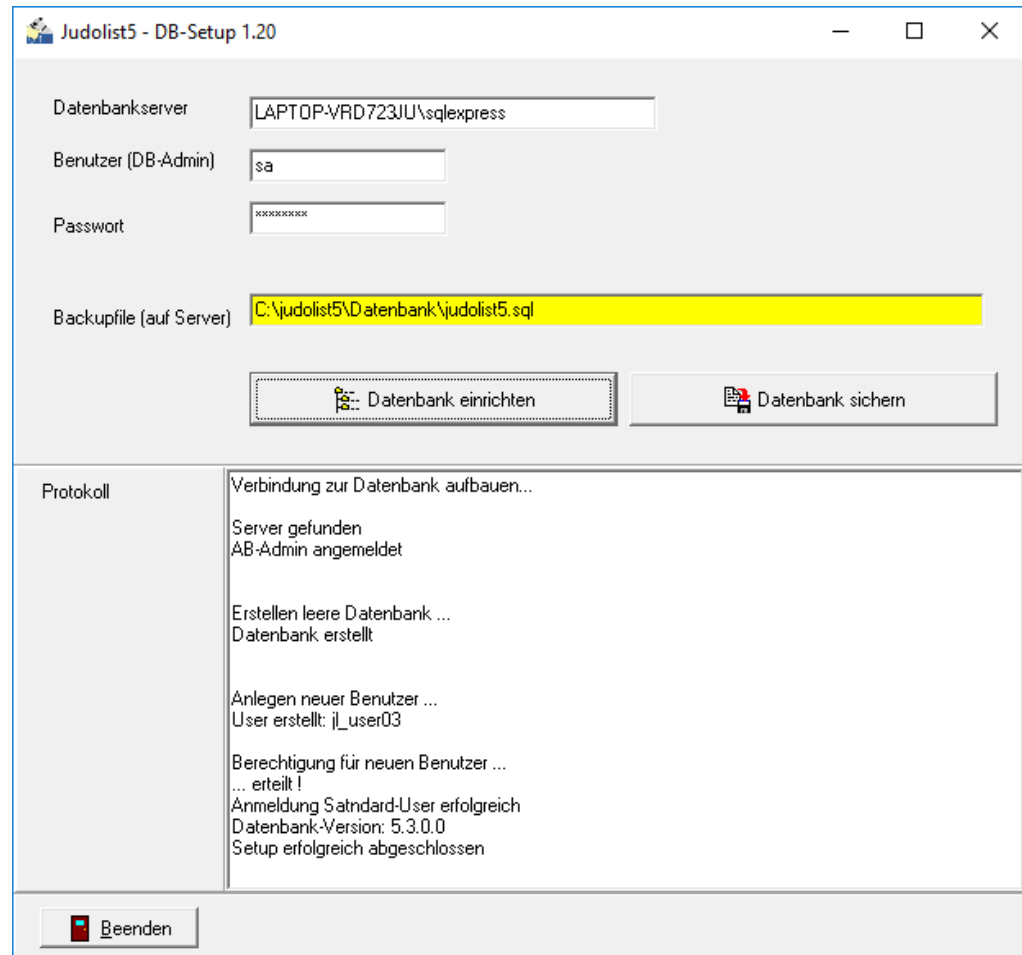 Judolist5 - DB-Setup 1.20
Datenbankserver
LAPTOP-VRD723JU\sqlexpress
Benutzer (DB-Admin)
sa
Passwort
xxxxxxxx
Backupfile (auf Server)
C:\judolist5\Datenbank\judolist5.sql
Datenbank einrichten
Datenbank sichern
Protokoll
Verbindung zur Datenbank aufbauen...
Server gefunden
AB-Admin angemeldet
Erstellen leere Datenbank ...
Datenbank erstellt
Anlegen neuer Benutzer ...
User erstellt: jl_user03
Berechtigung für neuen Benutzer ...
... erteilt !
Anmeldung Satndard-User erfolgreich
Datenbank-Version: 5.3.0.0
Setup erfolgreich abgeschlossen
Beenden